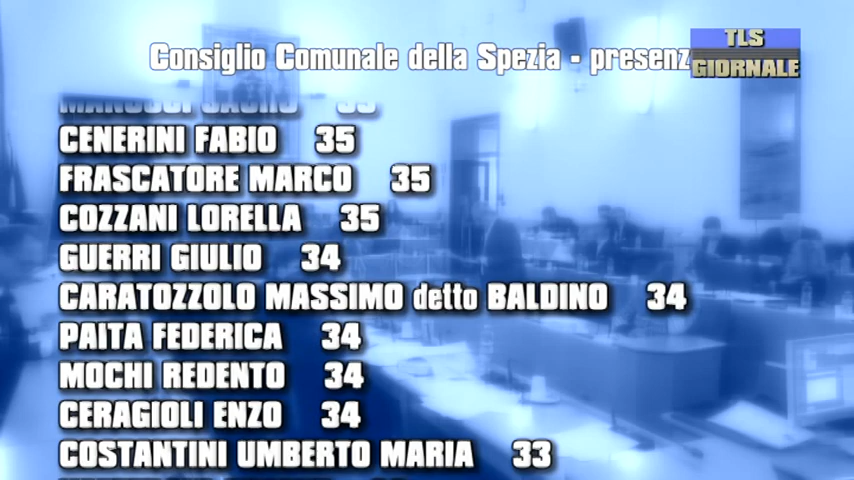 TLS
GIORNALE
Consiglio Comunale della Spezia - presenz
CENERINI FABIO 35
FRASCATORE MARCO 35
COZZANI LORELLA 35
GUERRI GIULIO 34
CARATOZZOLO MASSIMO detto BALDINO 34
PAITA FEDERICA 34
MOCHI REDENTO 34
CERAGIOLI ENZO 34
COSTANTINI UMBERTO MARIA 33